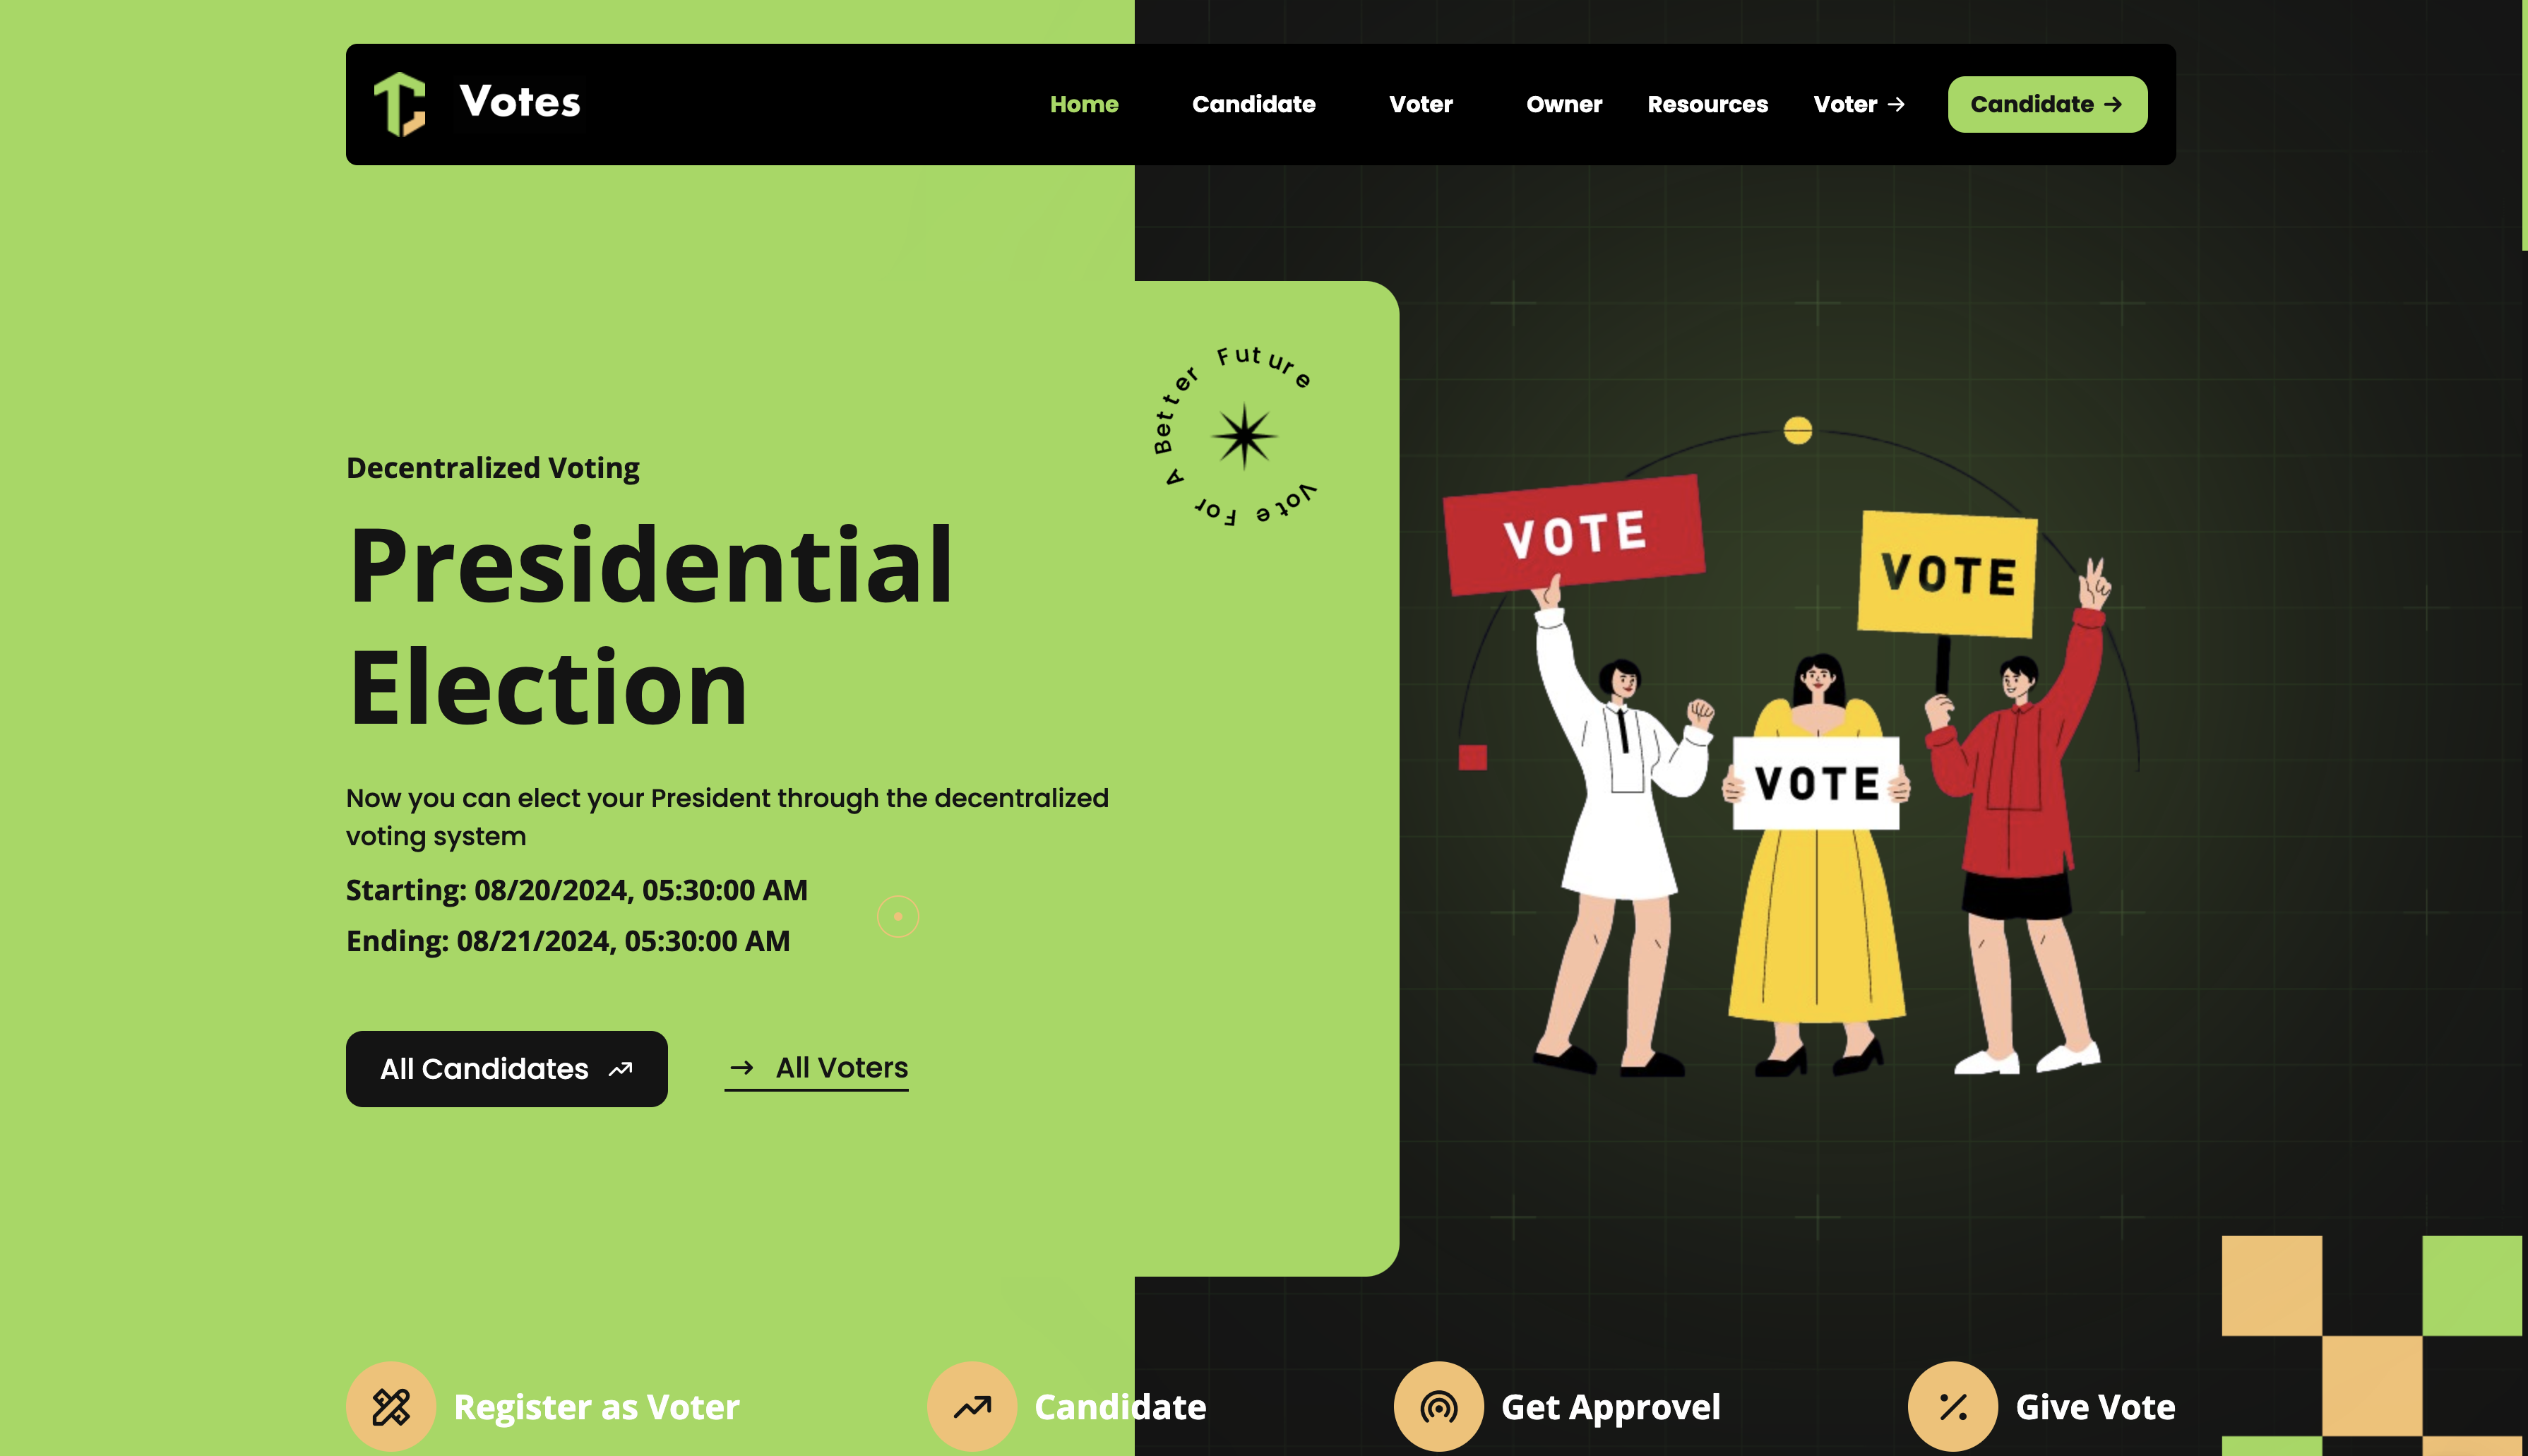 Votes
Home Candidate Voter Owner Resources Voter → Candidate →
Vote For A Better Future
Decentralized Voting
Presidential
Election
Now you can elect your President through the decentralized
voting system
Starting: 08/20/2024, 05:30:00 AM
Ending: 08/21/2024, 05:30:00 AM
All Candidates
→ All Voters
VOTE
VOTE
VOTE
Register as Voter
Candidate
Get Approvel
Give Vote